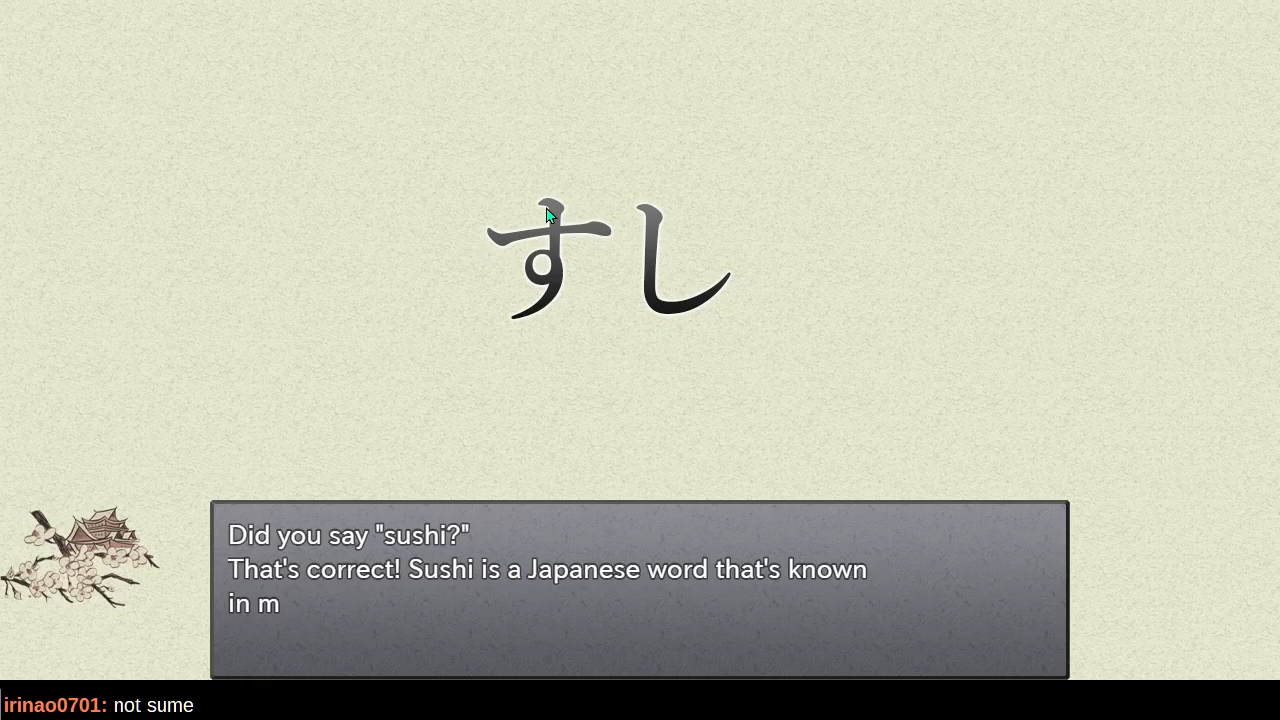 すし
Did you say "sushi?"
That's correct! Sushi is a Japanese word that's known
in m
irinao0701: not sume